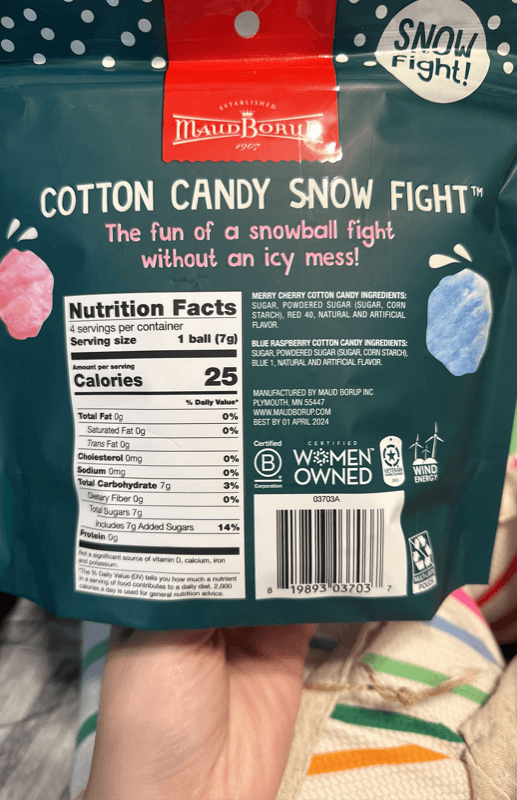 SNOW
Fight!
ESTABLISHED
MAUD BORUP
1907
COTTON CANDY SNOW FIGHT™
The fun of a snowball fight
without an icy mess!
Nutrition Facts
4 servings per container
Serving size 1 ball (7g)
Amount per serving
Calories 25
% Daily Value*
Total Fat 0g 0%
Saturated Fat 0g 0%
Trans Fat 0g
Cholesterol 0mg 0%
Sodium 0mg 0%
Total Carbohydrate 7g 3%
Dietary Fiber 0g 0%
Total Sugars 7g
Includes 7g Added Sugars 14%
Protein 0g
Not a significant source of vitamin D, calcium, iron
and potassium.
*The % Daily Value (DV) tells you how much a nutrient
in a serving of food contributes to a daily diet. 2,000
calories a day is used for general nutrition advice.
MERRY CHERRY COTTON CANDY INGREDIENTS:
SUGAR, POWDERED SUGAR (SUGAR, CORN
STARCH), RED 40, NATURAL AND ARTIFICIAL
FLAVOR.
BLUE RASPBERRY COTTON CANDY INGREDIENTS:
SUGAR, POWDERED SUGAR (SUGAR, CORN STARCH),
BLUE 1, NATURAL AND ARTIFICIAL FLAVOR.
MANUFACTURED BY MAUD BORUP INC
PLYMOUTH, MN 55447
WWW.MAUDBORUP.COM
BEST BY 01 APRIL 2024
Certified
B
Corporation
CERTIFIED
WOMEN
OWNED
VETERAN
WIND
ENERGY
03703A
8 19893 03703 7
POUCH